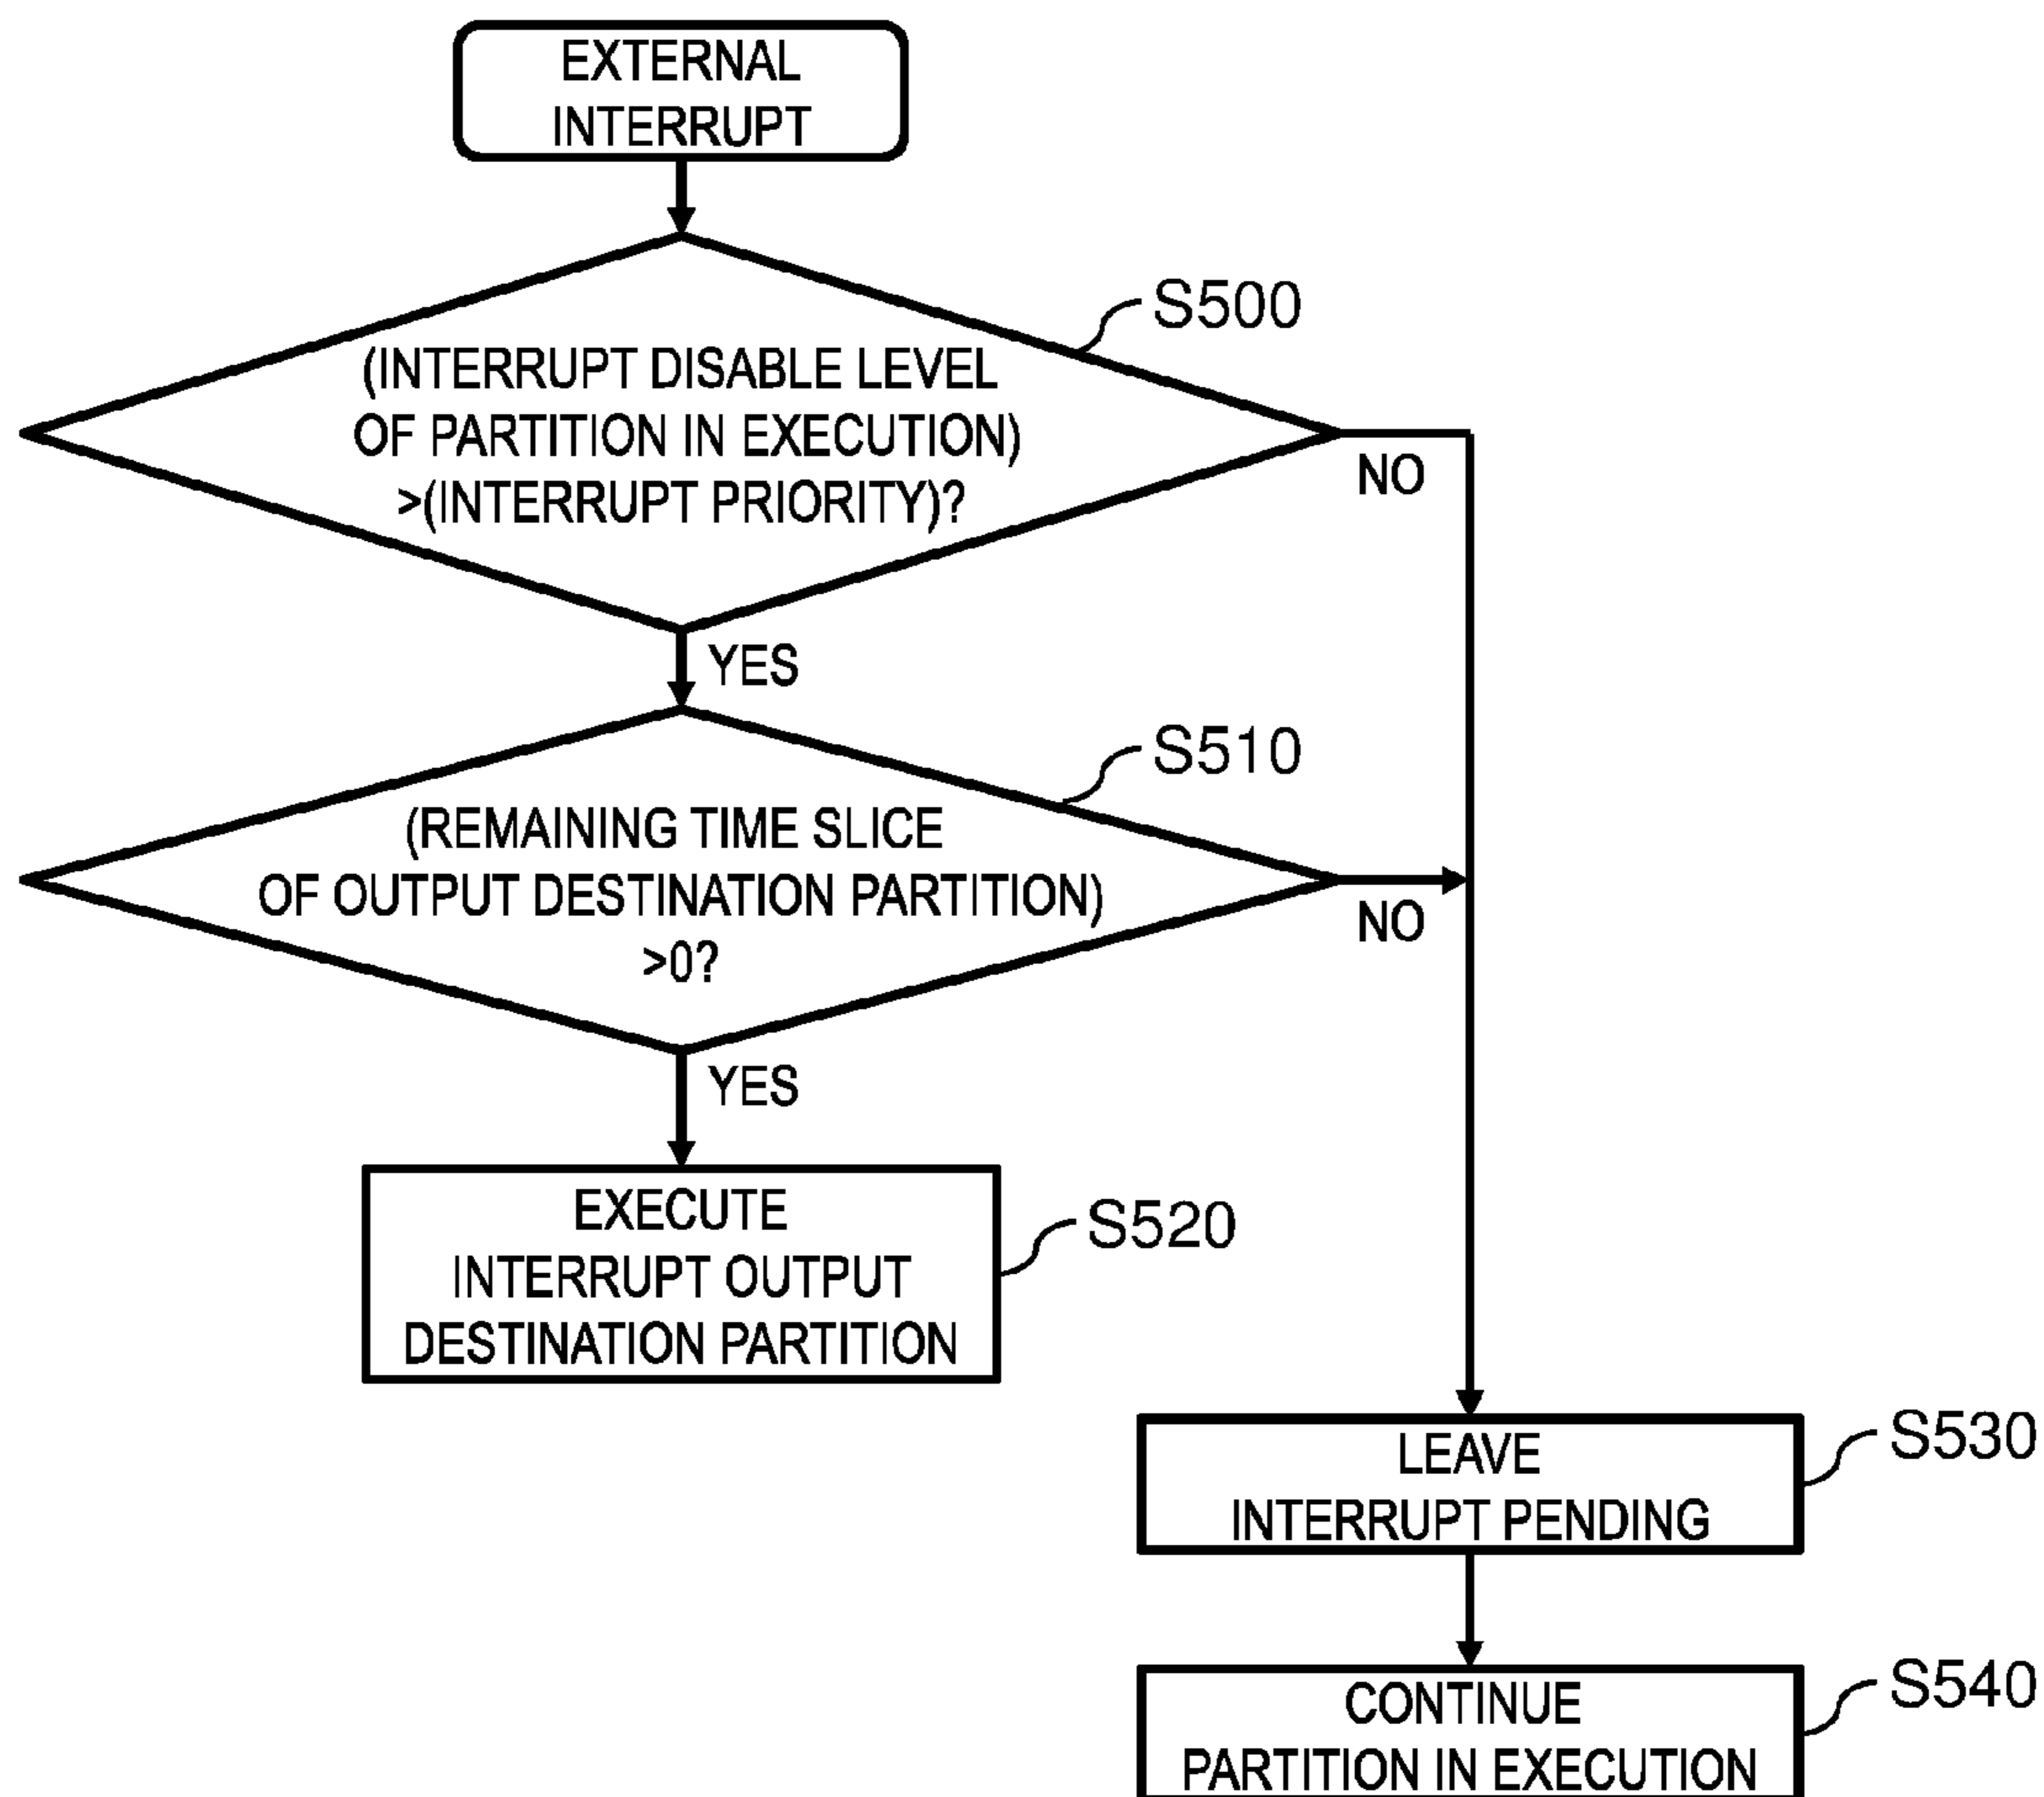 EXTERNAL
INTERRUPT
S500
(INTERRUPT DISABLE LEVEL
OF PARTITION IN EXECUTION)
>(INTERRUPT PRIORITY)?
NO
YES
S510
(REMAINING TIME SLICE
OF OUTPUT DESTINATION PARTITION)
>0?
NO
YES
EXECUTE
INTERRUPT OUTPUT
DESTINATION PARTITION
S520
LEAVE
INTERRUPT PENDING
S530
CONTINUE
PARTITION IN EXECUTION
S540